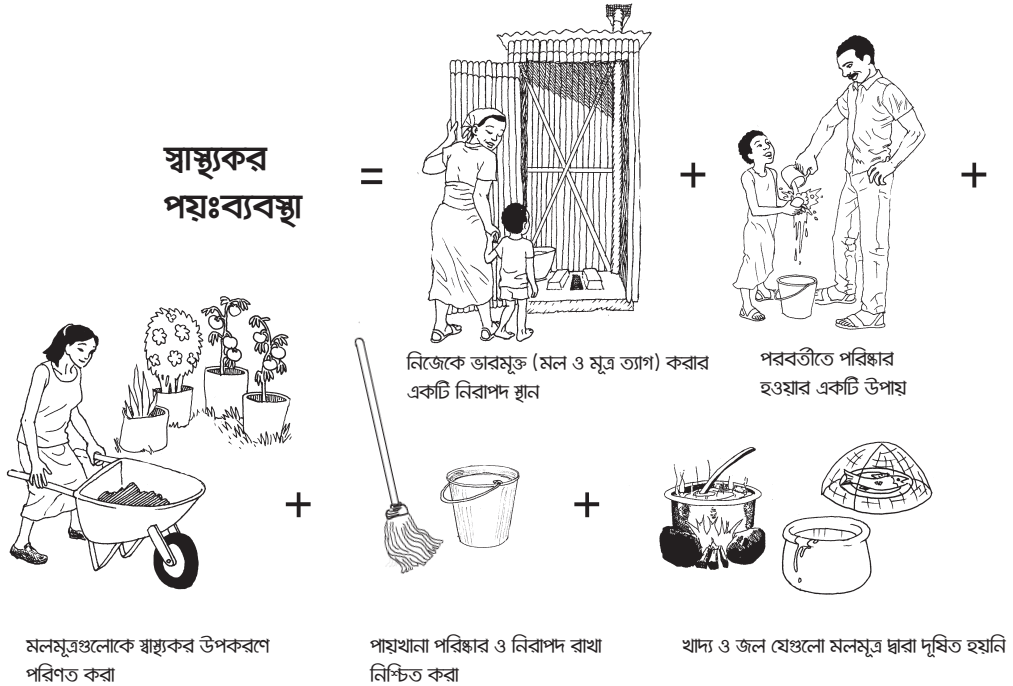 স্বাস্থ্যকর
পয়ঃব্যবস্থা
=
+
+
নিজেকে ভারমূক্ত (মল ও মূত্র ত্যাগ) করার
একটি নিরাপদ স্থান
পরবর্তীতে পরিষ্কার
হওয়ার একটি উপায়
+
+
মলমূত্রগুলোকে স্বাস্থ্যকর উপকরণে
পরিণত করা
পায়খানা পরিষ্কার ও নিরাপদ রাখা
নিশ্চিত করা
খাদ্য ও জল যেগুলো মলমূত্র দ্বারা দূষিত হয়নি